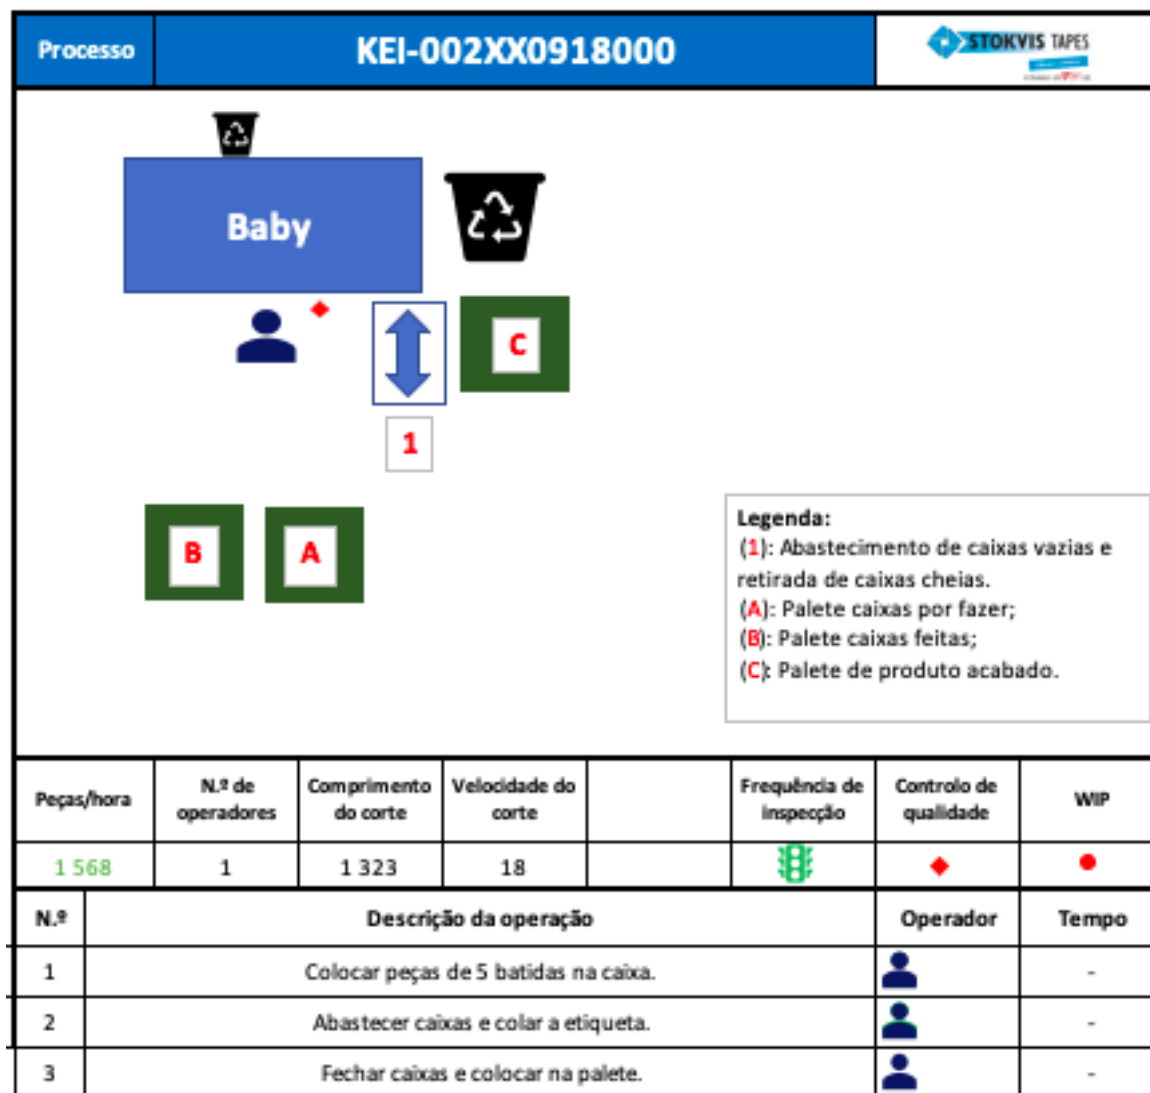 Processo
KEI-002XX0918000
STOKVIS TAPES
Baby
C
1
B
A
Legenda:
(1): Abastecimento de caixas vazias e
retirada de caixas cheias.
(A): Palete caixas por fazer;
(B): Palete caixas feitas;
(C): Palete de produto acabado.
Peças/hora
N.º de
operadores
Comprimento
do corte
Velocidade do
corte
Frequência de
inspecção
Controlo de
qualidade
WIP
1 568
1
1 323
18
N.º
Descrição da operação
Operador
Tempo
1
Colocar peças de 5 batidas na caixa.
-
2
Abastecer caixas e colar a etiqueta.
-
3
Fechar caixas e colocar na palete.
-